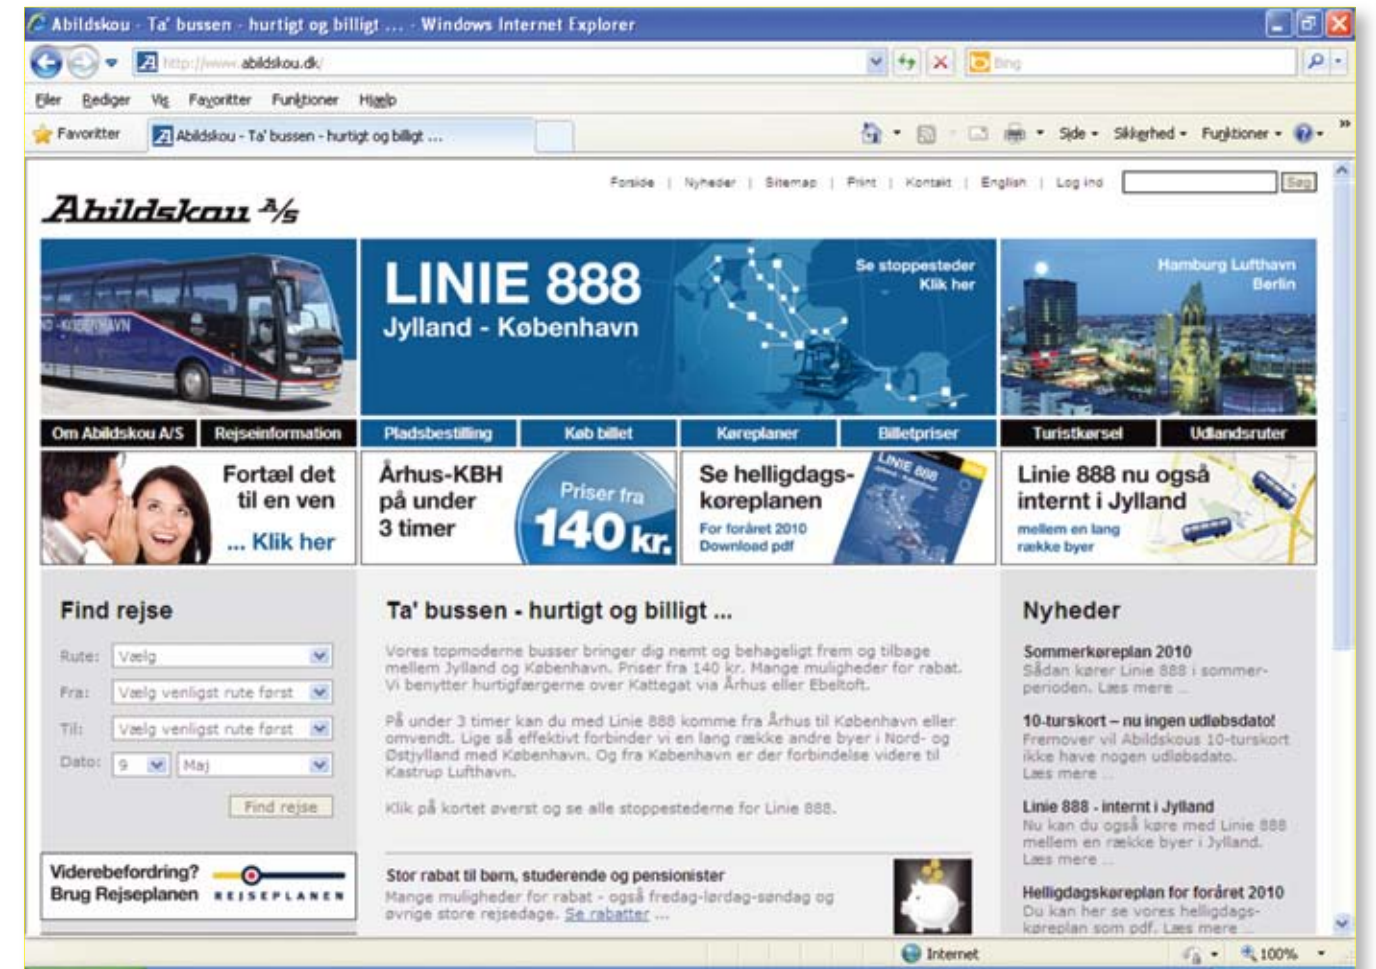 Abildskou - Ta' bussen - hurtigt og billigt ... - Windows Internet Explorer
http://www.abildskou.dk/
Bing
Filer Rediger Vis Favoritter Funktioner Hjælp
Favoritter
Abildskou - Ta' bussen - hurtigt og billigt ...
Side Sikkerhed Funktioner
Forside | Nyheder | Sitemap | Print | Kontakt | English | Log ind
Søg
Abildskou A/S
LINIE 888
Jylland - København
Se stoppesteder
Klik her
Hamburg Lufthavn
Berlin
Om Abildskou A/S Rejseinformation Pladsbestilling Køb billet Køreplaner Billetpriser Turistkørsel Udlandsruter
Fortæl det
til en ven
... Klik her
Århus-KBH
på under
3 timer
Priser fra
140 kr.
Se helligdags-
køreplanen
For foråret 2010
Download pdf
LINIE 888
Linie 888 nu også
internt i Jylland
mellem en lang
række byer
Find rejse
Rute: Vælg
Fra: Vælg venligst rute først
Til: Vælg venligst rute først
Dato: 9 Maj
Find rejse
Viderebefordring?
Brug Rejseplanen
REJSEPLANEN
Ta' bussen - hurtigt og billigt ...
Vores topmoderne busser bringer dig nemt og behageligt frem og tilbage
mellem Jylland og København. Priser fra 140 kr. Mange muligheder for rabat.
Vi benytter hurtigfærgerne over Kattegat via Århus eller Ebeltoft.
På under 3 timer kan du med Linie 888 komme fra Århus til København eller
omvendt. Lige så effektivt forbinder vi en lang række andre byer i Nord- og
Østjylland med København. Og fra København er der forbindelse videre til
Kastrup Lufthavn.
Klik på kortet øverst og se alle stoppestederne for Linie 888.
Stor rabat til børn, studerende og pensionister
Mange muligheder for rabat - også fredag-lørdag-søndag og
øvrige store rejsedage. Se rabatter ...
Nyheder
Sommerkøreplan 2010
Sådan kører Linie 888 i sommer-
perioden. Læs mere ...
10-turskort – nu ingen udløbsdato!
Fremover vil Abildskous 10-turskort
ikke have nogen udløbsdato.
Læs mere ...
Linie 888 - internt i Jylland
Nu kan du også køre med Linie 888
mellem en række byer i Jylland.
Læs mere ...
Helligdagskøreplan for foråret 2010
Du kan her se vores helligdags-
køreplan som pdf. Læs mere ...
Internet
100%